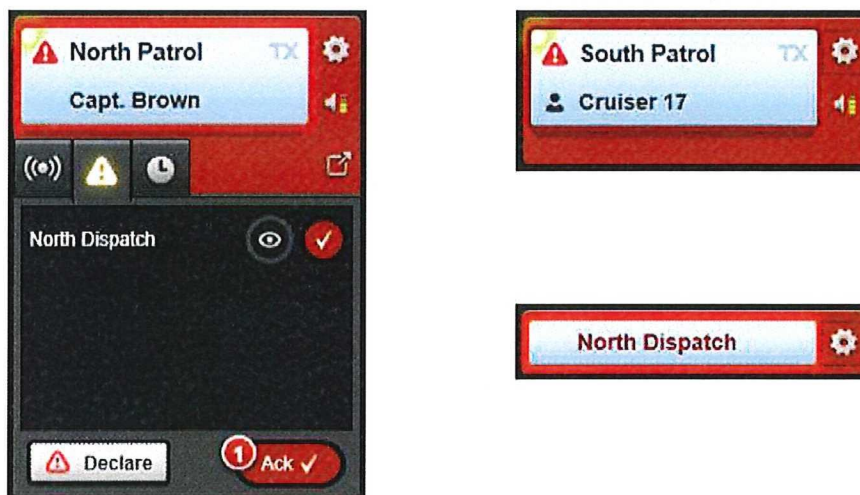 North Patrol TX
Capt. Brown
North Dispatch
Declare
1
Ack
South Patrol TX
Cruiser 17
North Dispatch